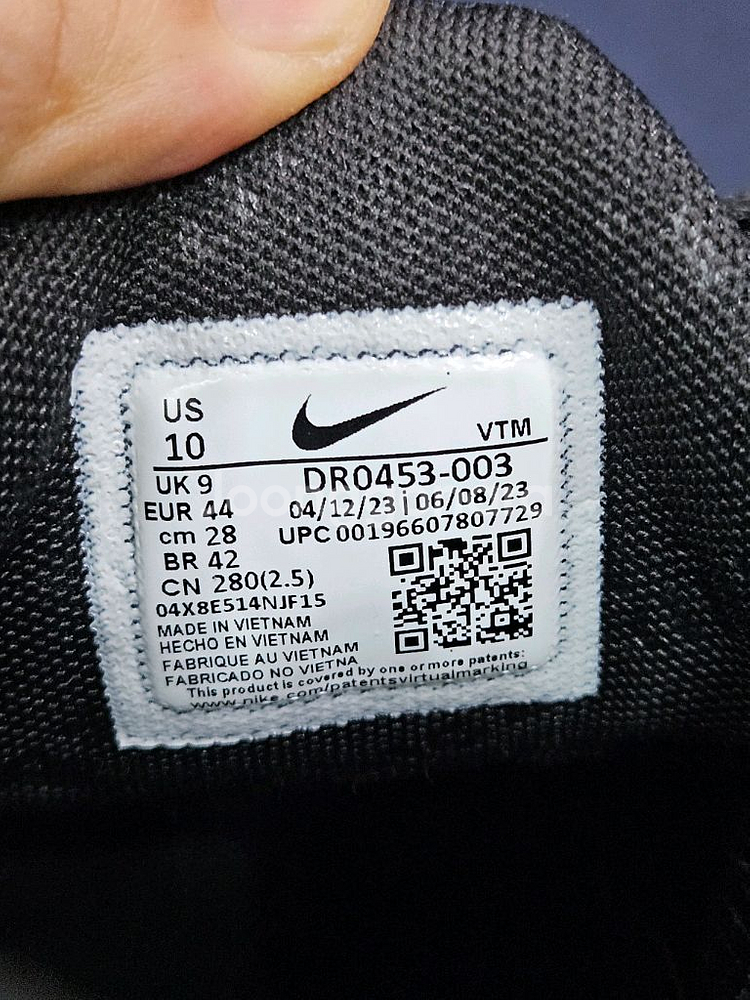 US
10
VTM
UK 9
DR0453-003
EUR 44
04/12/23 | 06/08/23
cm 28
UPC 00196607807729
BR 42
CN 280(2.5)
04X8E514NJF15
MADE IN VIETNAM
HECHO EN VIETNAM
FABRIQUE AU VIETNAM
FABRICADO NO VIETNA
This product is covered by one or more patents:
www.nike.com/patentsvirtualmarking